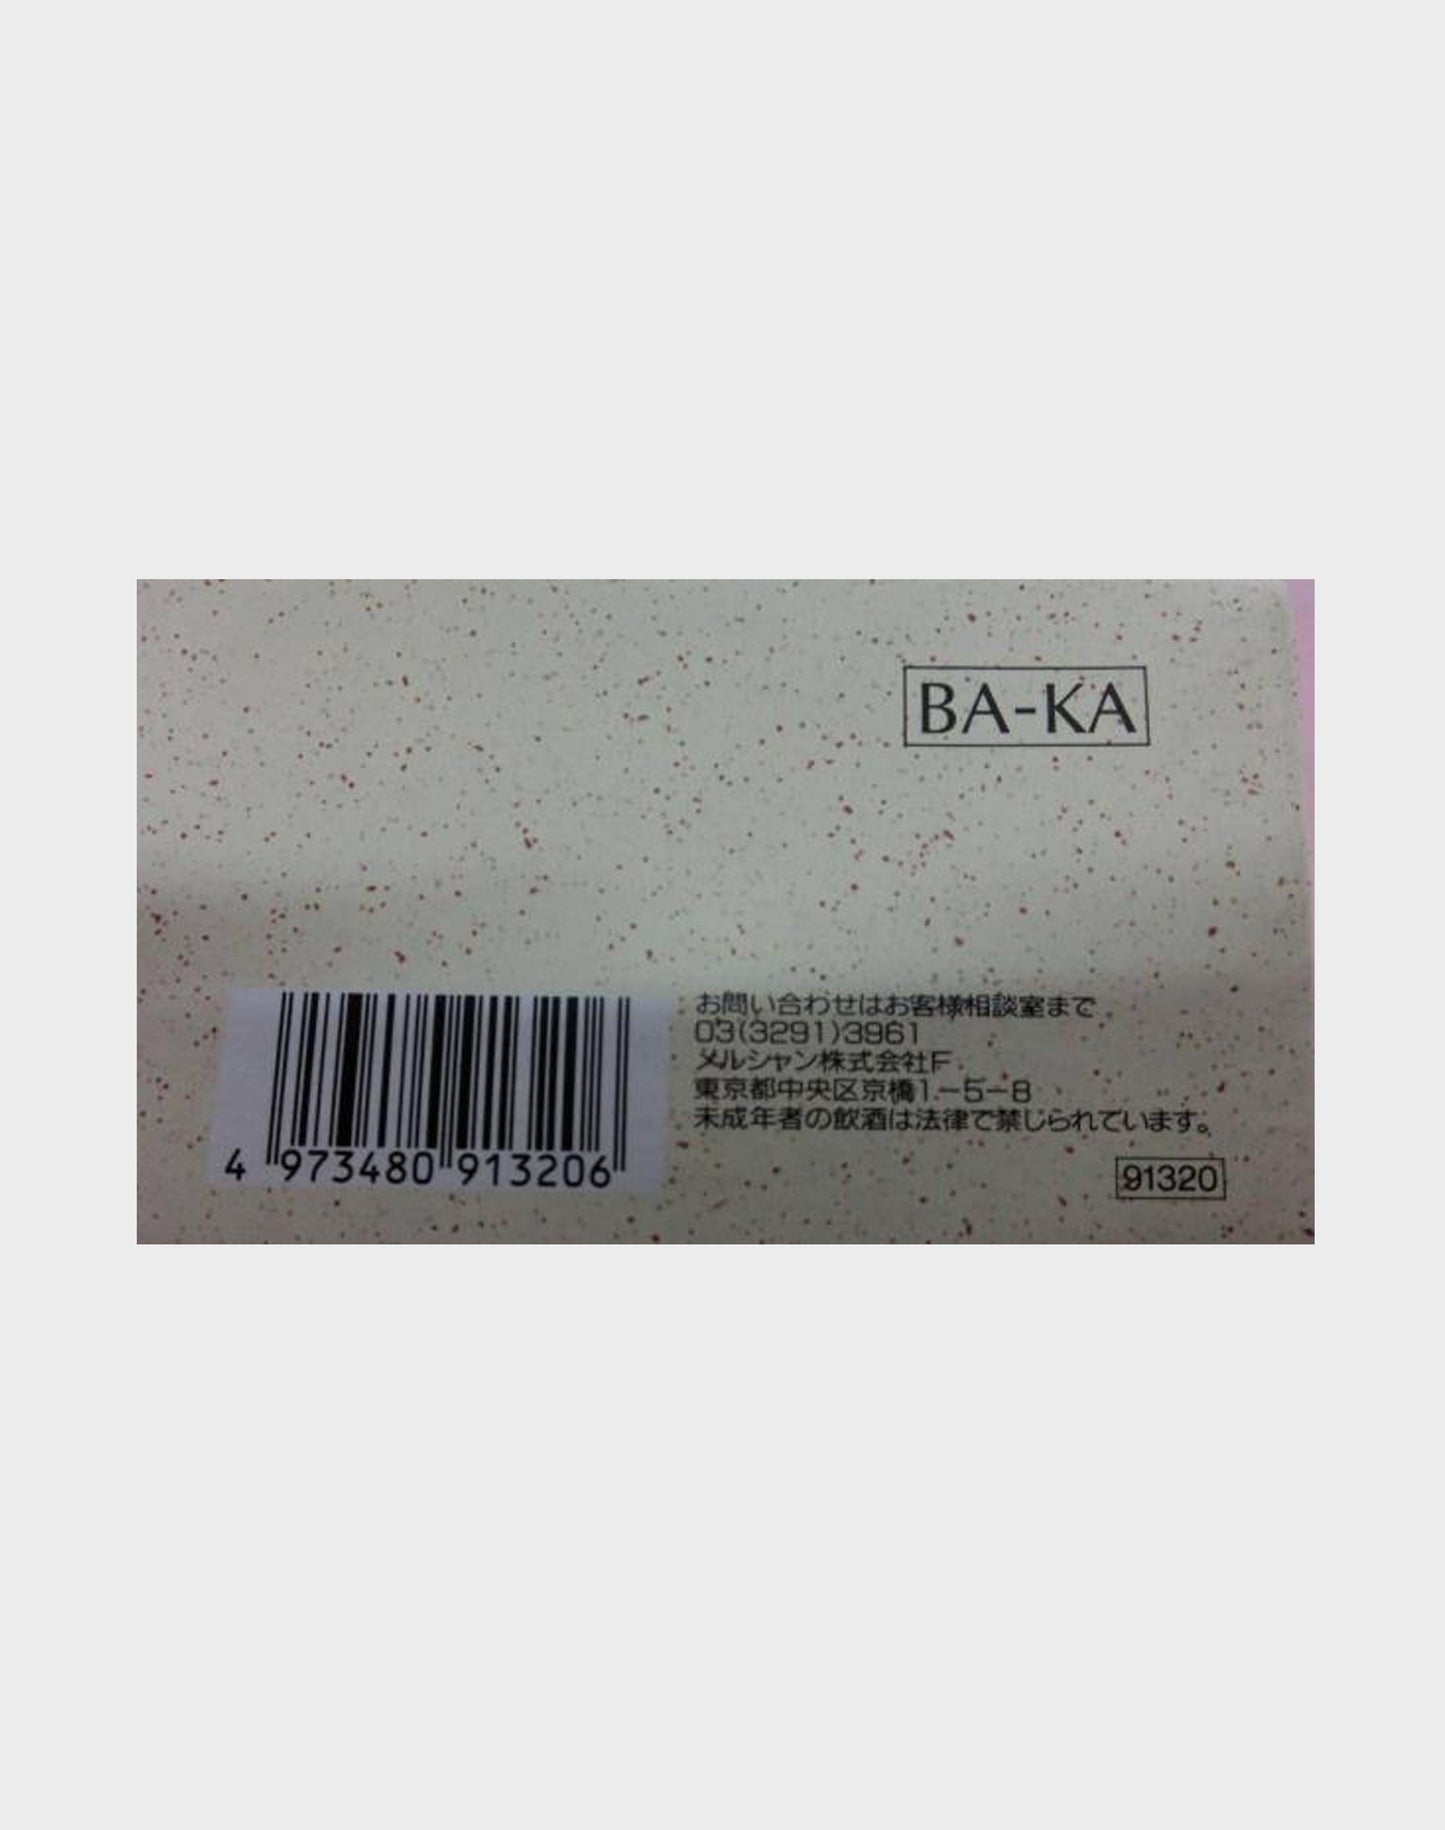 BA-KA
お問い合わせはお客様相談室まで
03(3291)3961
メルシャン株式会社F
東京都中央区京橋1-5-8
未成年者の飲酒は法律で禁じられています。
4 973480 913206
91320